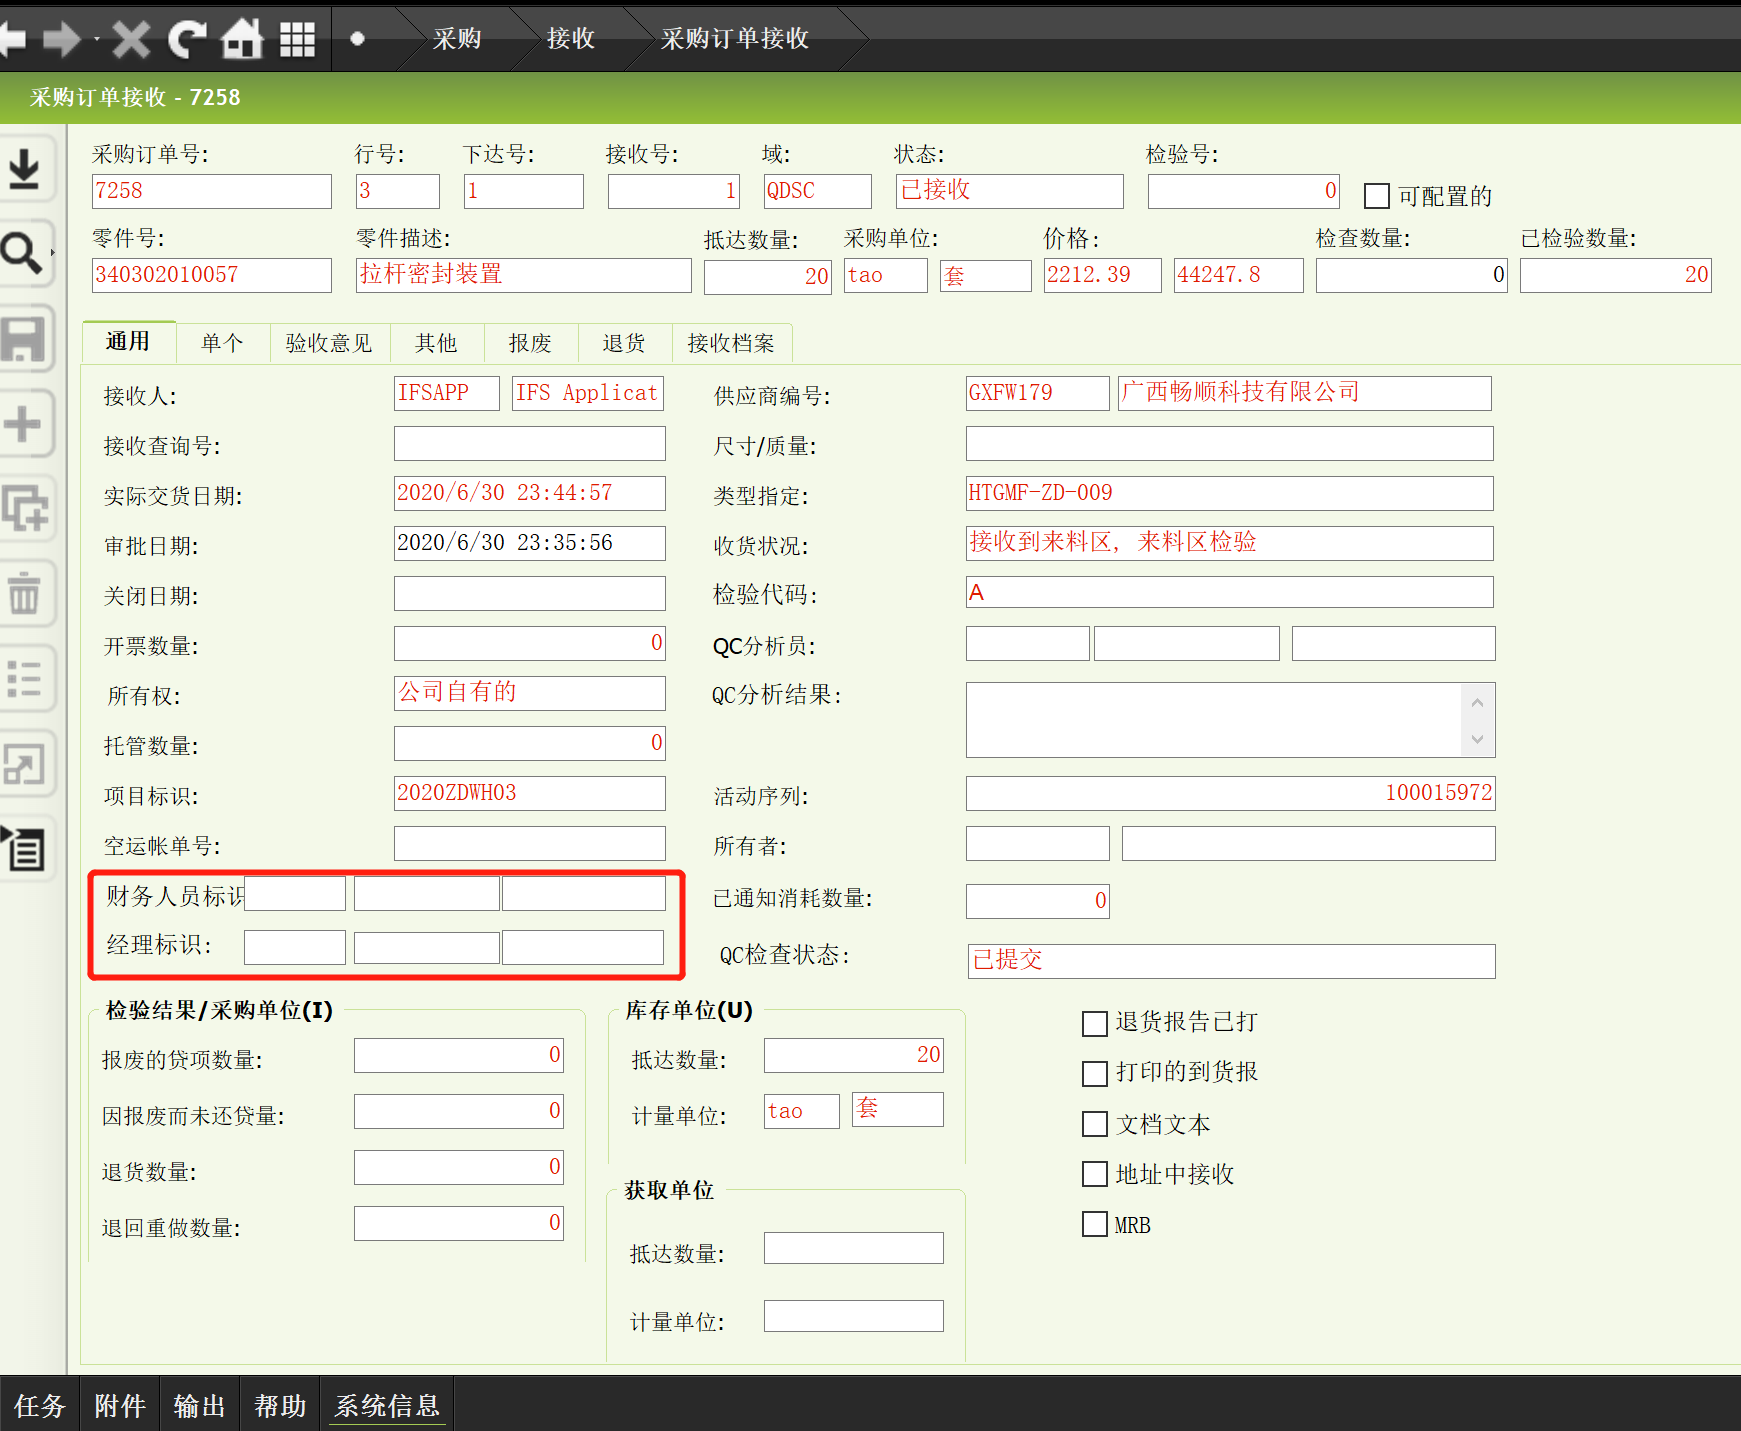 采购 接收 采购订单接收
采购订单接收 - 7258
采购订单号: 行号: 下达号: 接收号: 域: 状态: 检验号:
7258 3 1 1 QDSC 已接收 0 可配置的
零件号: 零件描述: 抵达数量: 采购单位: 价格: 检查数量: 已检验数量:
340302010057 拉杆密封装置 20 tao 套 2212.39 44247.8 0 20
通用 单个 验收意见 其他 报废 退货 接收档案
接收人: IFSAPP IFS Applicat 供应商编号: GXFW179 广西畅顺科技有限公司
接收查询号: 尺寸/质量:
实际交货日期: 2020/6/30 23:44:57 类型指定: HTGMF-ZD-009
审批日期: 2020/6/30 23:35:56 收货状况: 接收到来料区, 来料区检验
关闭日期: 检验代码: A
开票数量: 0 QC分析员:
所有权: 公司自有的 QC分析结果:
托管数量: 0
项目标识: 2020ZDWH03 活动序列: 100015972
空运帐单号: 所有者:
财务人员标识 已通知消耗数量: 0
经理标识: QC检查状态: 已提交
检验结果/采购单位(I) 库存单位(U) 退货报告已打
报废的贷项数量: 0 抵达数量: 20 打印的到货报
因报废而未还贷量: 0 计量单位: tao 套 文档文本
退货数量: 0 获取单位 地址中接收
退回重做数量: 0 抵达数量: MRB
计量单位:
任务 附件 输出 帮助 系统信息